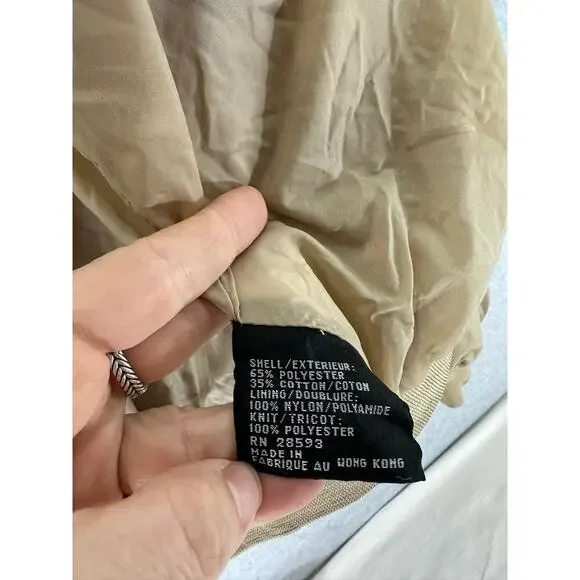 SHELL/EXTERIEUR:
65% POLYESTER
35% COTTON/COTON
LINING/DOUBLURE:
100% NYLON/POLYAMIDE
KNIT/TRICOT:
100% POLYESTER
RN 28593
MADE IN
FABRIQUE AU HONG KONG